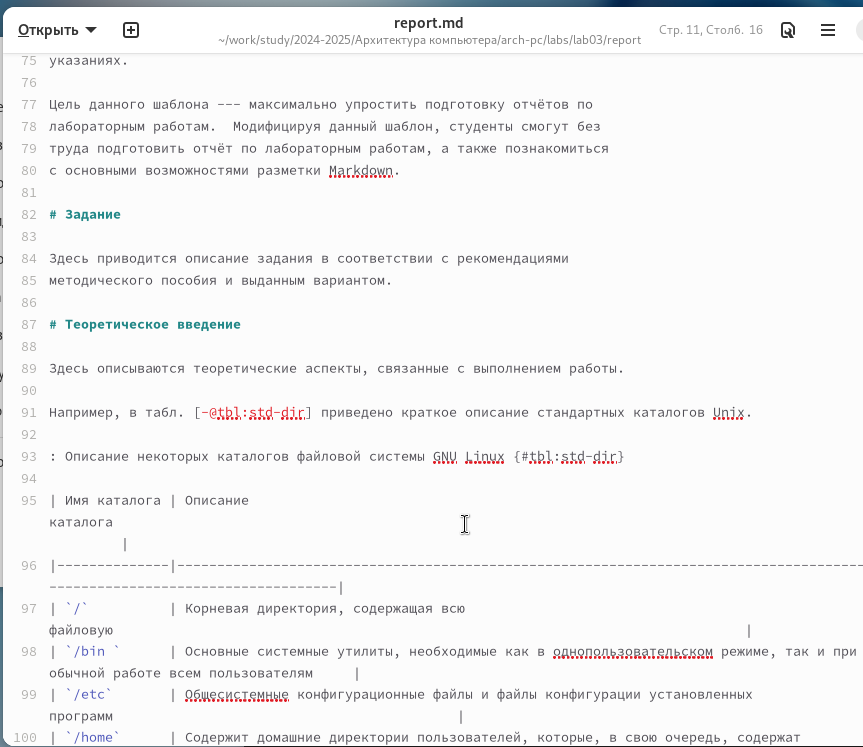 Открыть
report.md
~/work/study/2024-2025/Архитектура компьютера/arch-pc/labs/lab03/report
Стр. 11, Столб. 16
75 указаниях.
76
77 Цель данного шаблона --- максимально упростить подготовку отчётов по
78 лабораторным работам.  Модифицируя данный шаблон, студенты смогут без
79 труда подготовить отчёт по лабораторным работам, а также познакомиться
80 с основными возможностями разметки Markdown.
81
82 # Задание
83
84 Здесь приводится описание задания в соответствии с рекомендациями
85 методического пособия и выданным вариантом.
86
87 # Теоретическое введение
88
89 Здесь описываются теоретические аспекты, связанные с выполнением работы.
90
91 Например, в табл. [-@tbl:std-dir] приведено краткое описание стандартных каталогов Unix.
92
93 : Описание некоторых каталогов файловой системы GNU Linux {#tbl:std-dir}
94
95 | Имя каталога | Описание
каталога
|
96 |--------------|--------------------------------------------------------------------------------------
------------------------------------|
97 | `/`          | Корневая директория, содержащая всю
файловую |
98 | `/bin `      | Основные системные утилиты, необходимые как в однопользовательском режиме, так и при
обычной работе всем пользователям     |
99 | `/etc`       | Общесистемные конфигурационные файлы и файлы конфигурации установленных
программ |
100 | `/home`      | Содержит домашние директории пользователей, которые, в свою очередь, содержат